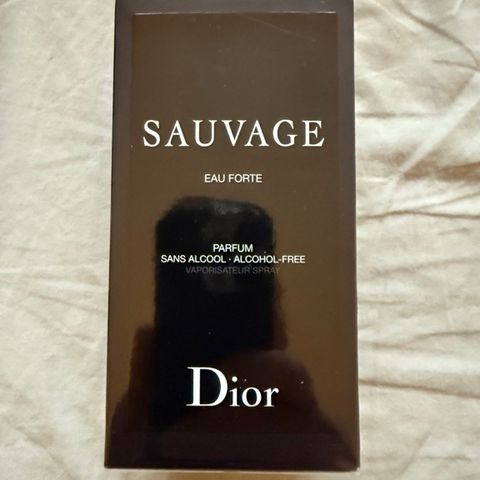 SAUVAGE
EAU FORTE
PARFUM
SANS ALCOOL · ALCOHOL-FREE
VAPORISATEUR SPRAY
Dior